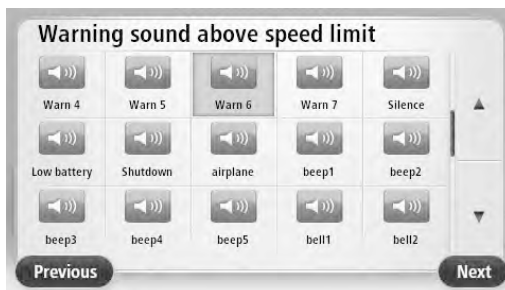 Warning sound above speed limit
Warn 4 Warn 5 Warn 6 Warn 7 Silence
Low battery Shutdown airplane beep1 beep2
beep3 beep4 beep5 bell1 bell2
Previous Next